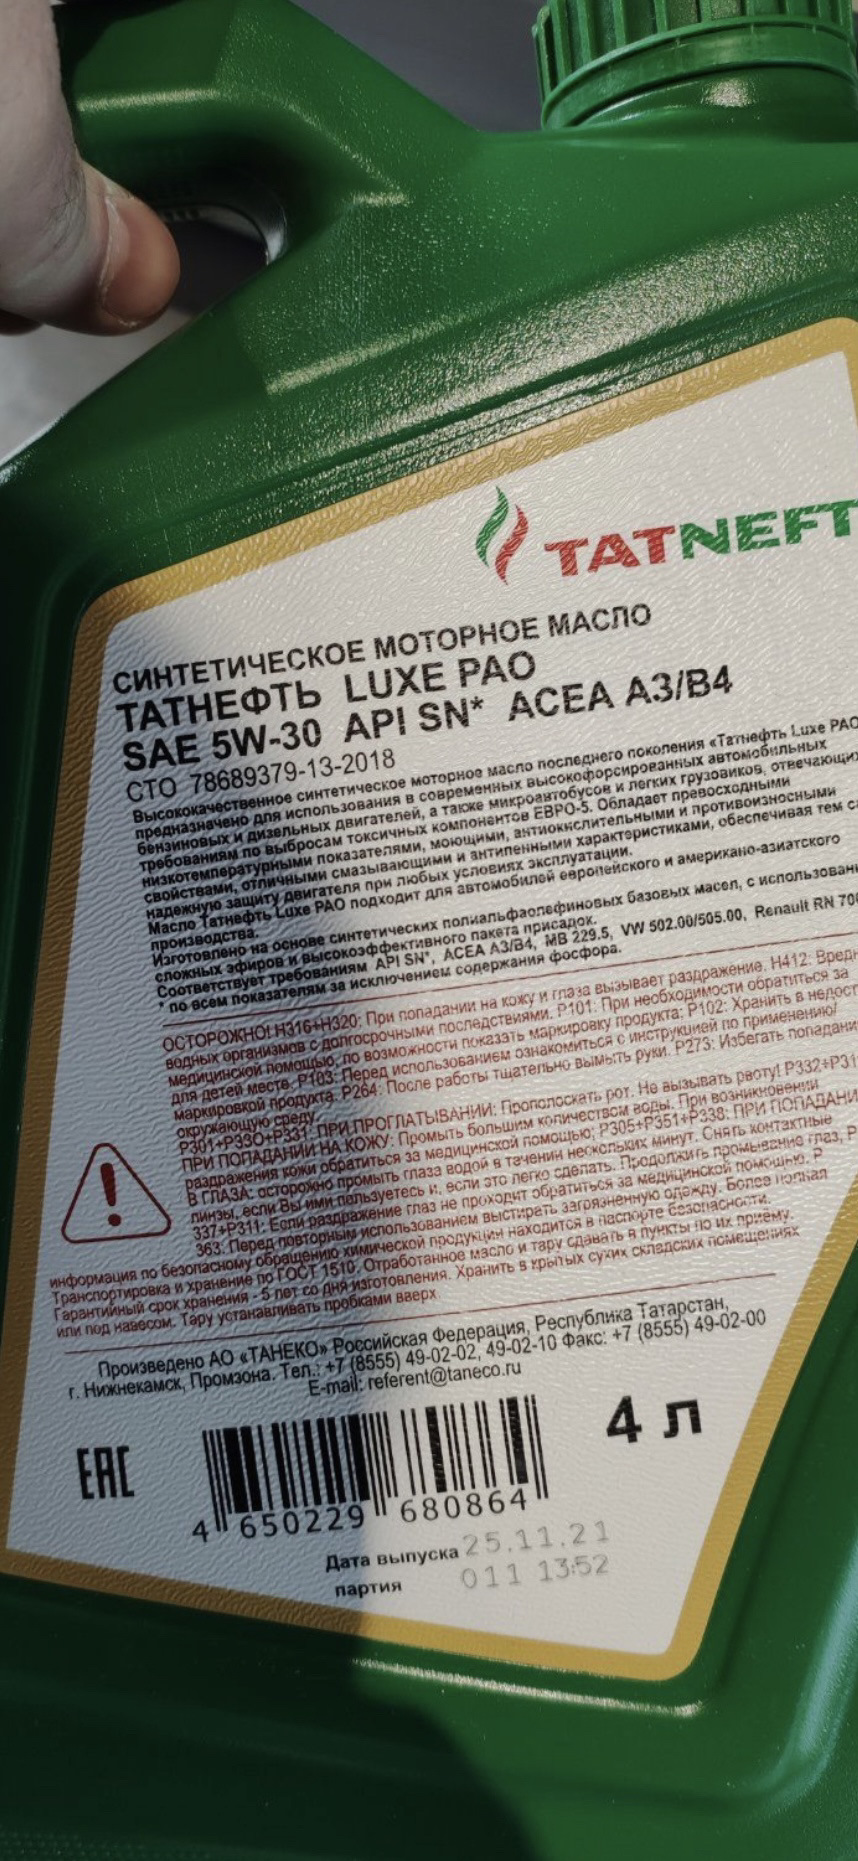 TATNEFT
СИНТЕТИЧЕСКОЕ МОТОРНОЕ МАСЛО
ТАТНЕФТЬ LUXE PAO
SAE 5W-30 API SN* ACEA A3/B4
СТО 78689379-13-2018
Высококачественное синтетическое моторное масло последнего поколения «Татнефть Luxe PAO
предназначено для использования в современных высокофорсированных автомобильных
бензиновых и дизельных двигателей, а также микроавтобусов и легких грузовиков, отвечающих
требованиям по выбросам токсичных компонентов ЕВРО-5. Обладает превосходными
низкотемпературными показателями, моющими, антиокислительными и противоизносными
свойствами, отличными смазывающими и антипенными характеристиками, обеспечивая тем
надежную защиту двигателя при любых условиях эксплуатации.
Масло Татнефть Luxe PAO подходит для автомобилей европейского и американо-азиатского
производства.
Изготовлено на основе синтетических полиальфаолефиновых базовых масел, с
сложных эфиров и высокоэффективного пакета присадок.
Соответствует требованиям API SN*, ACEA A3/B4, MB 229.5, VW 502.00/505.00, Renault RN
* по всем показателям за исключением содержания фосфора.
ОСТОРОЖНО! H316+H320: При попадании на кожу и глаза вызывает раздражение. H412:
водных организмов с долгосрочными последствиями. P101: При необходимости обратиться за
медицинской помощью, по возможности показать маркировку продукта; P102: Хранить в
для детей месте; P103: Перед использованием ознакомиться с инструкцией по применению/
маркировкой продукта. P264: После работы тщательно вымыть руки. P273: Избегать
окружающую среду.
P301+P330+P331: ПРИ ПРОГЛАТЫВАНИИ: Прополоскать рот. Не вызывать рвоту! P332+
ПРИ ПОПАДАНИИ НА КОЖУ: Промыть большим количеством воды. При возникновении
раздражения кожи обратиться за медицинской помощью; P305+P351+P338: ПРИ
В ГЛАЗА: осторожно промыть глаза водой в течении нескольких минут. Снять контактные
линзы, если Вы ими пользуетесь и, если это легко сделать. Продолжить промывание глаз, P
337+P311: Если раздражение глаз не проходит обратиться за медицинской помощью. P
363: Перед повторным использованием выстирать загрязненную одежду. Более полная
информация по безопасному обращению химической продукции находится в паспорте безопасности.
Транспортировка и хранение по ГОСТ 1510. Отработанное масло и тару сдавать в пункты по их приему.
Гарантийный срок хранения - 5 лет со дня изготовления. Хранить в крытых сухих складских помещениях
или под навесом. Тару устанавливать пробками вверх.
Произведено АО «ТАНЕКО» Российская Федерация, Республика Татарстан,
г. Нижнекамск, Промзона. Тел.: +7 (8555) 49-02-02, 49-02-10 Факс: +7 (8555) 49-02-00
E-mail: referent@taneco.ru
4 л
EAC
4 650229 680864
Дата выпуска 25.11.21
партия 011 13:52